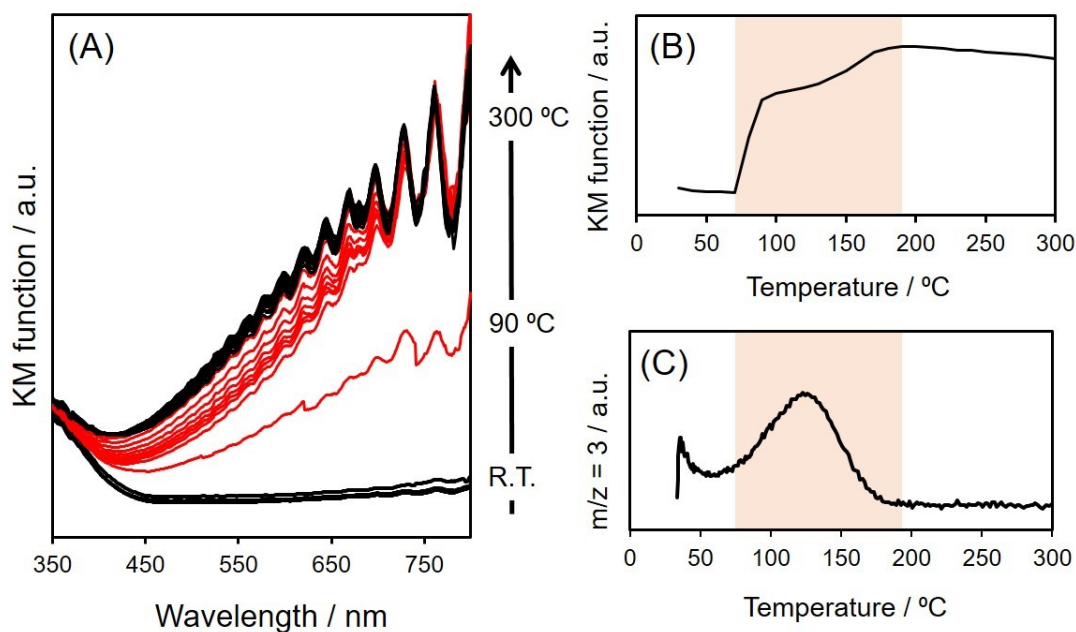 (A)
KM function / a.u.
300 ºC
90 ºC
R.T.
350 450 550 650 750
Wavelength / nm
(B)
KM function / a.u.
0 50 100 150 200 250 300
Temperature / ºC
(C)
m/z = 3 / a.u.
0 50 100 150 200 250 300
Temperature / ºC